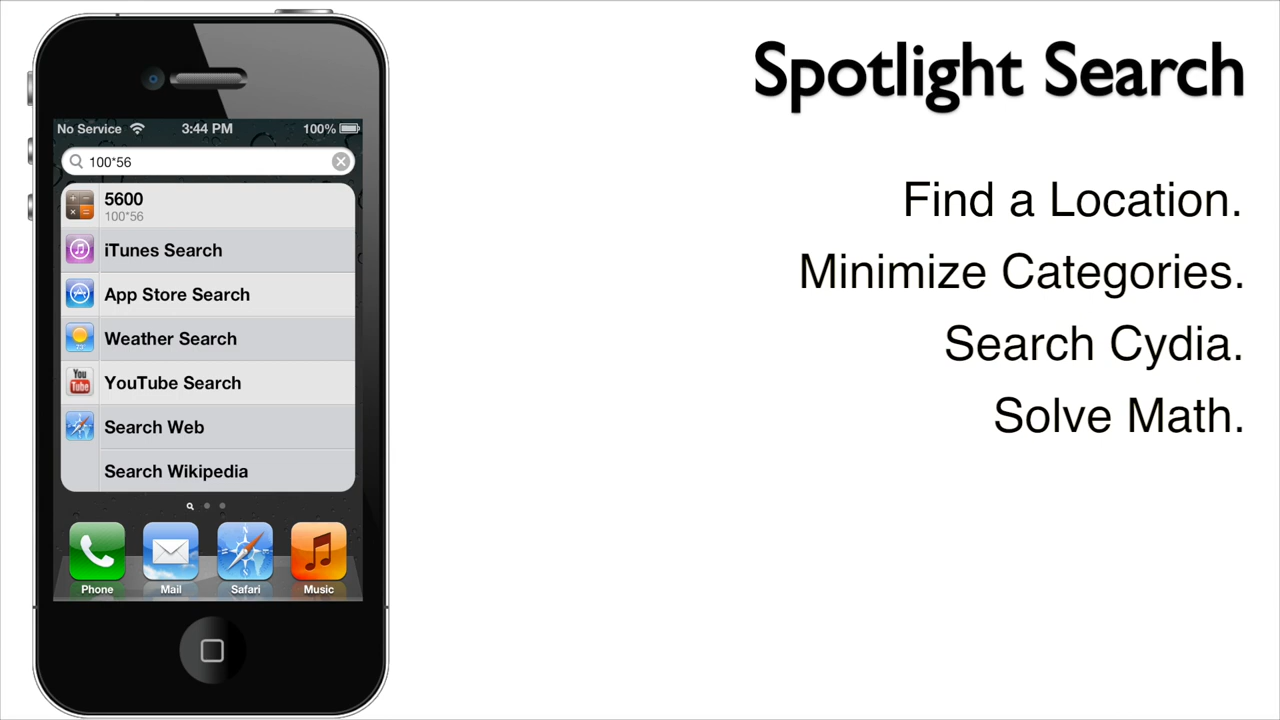 Spotlight Search
No Service 3:44 PM 100%
100*56
5600
100*56
iTunes Search
App Store Search
Weather Search
YouTube Search
Search Web
Search Wikipedia
Phone Mail Safari Music
Find a Location.
Minimize Categories.
Search Cydia.
Solve Math.